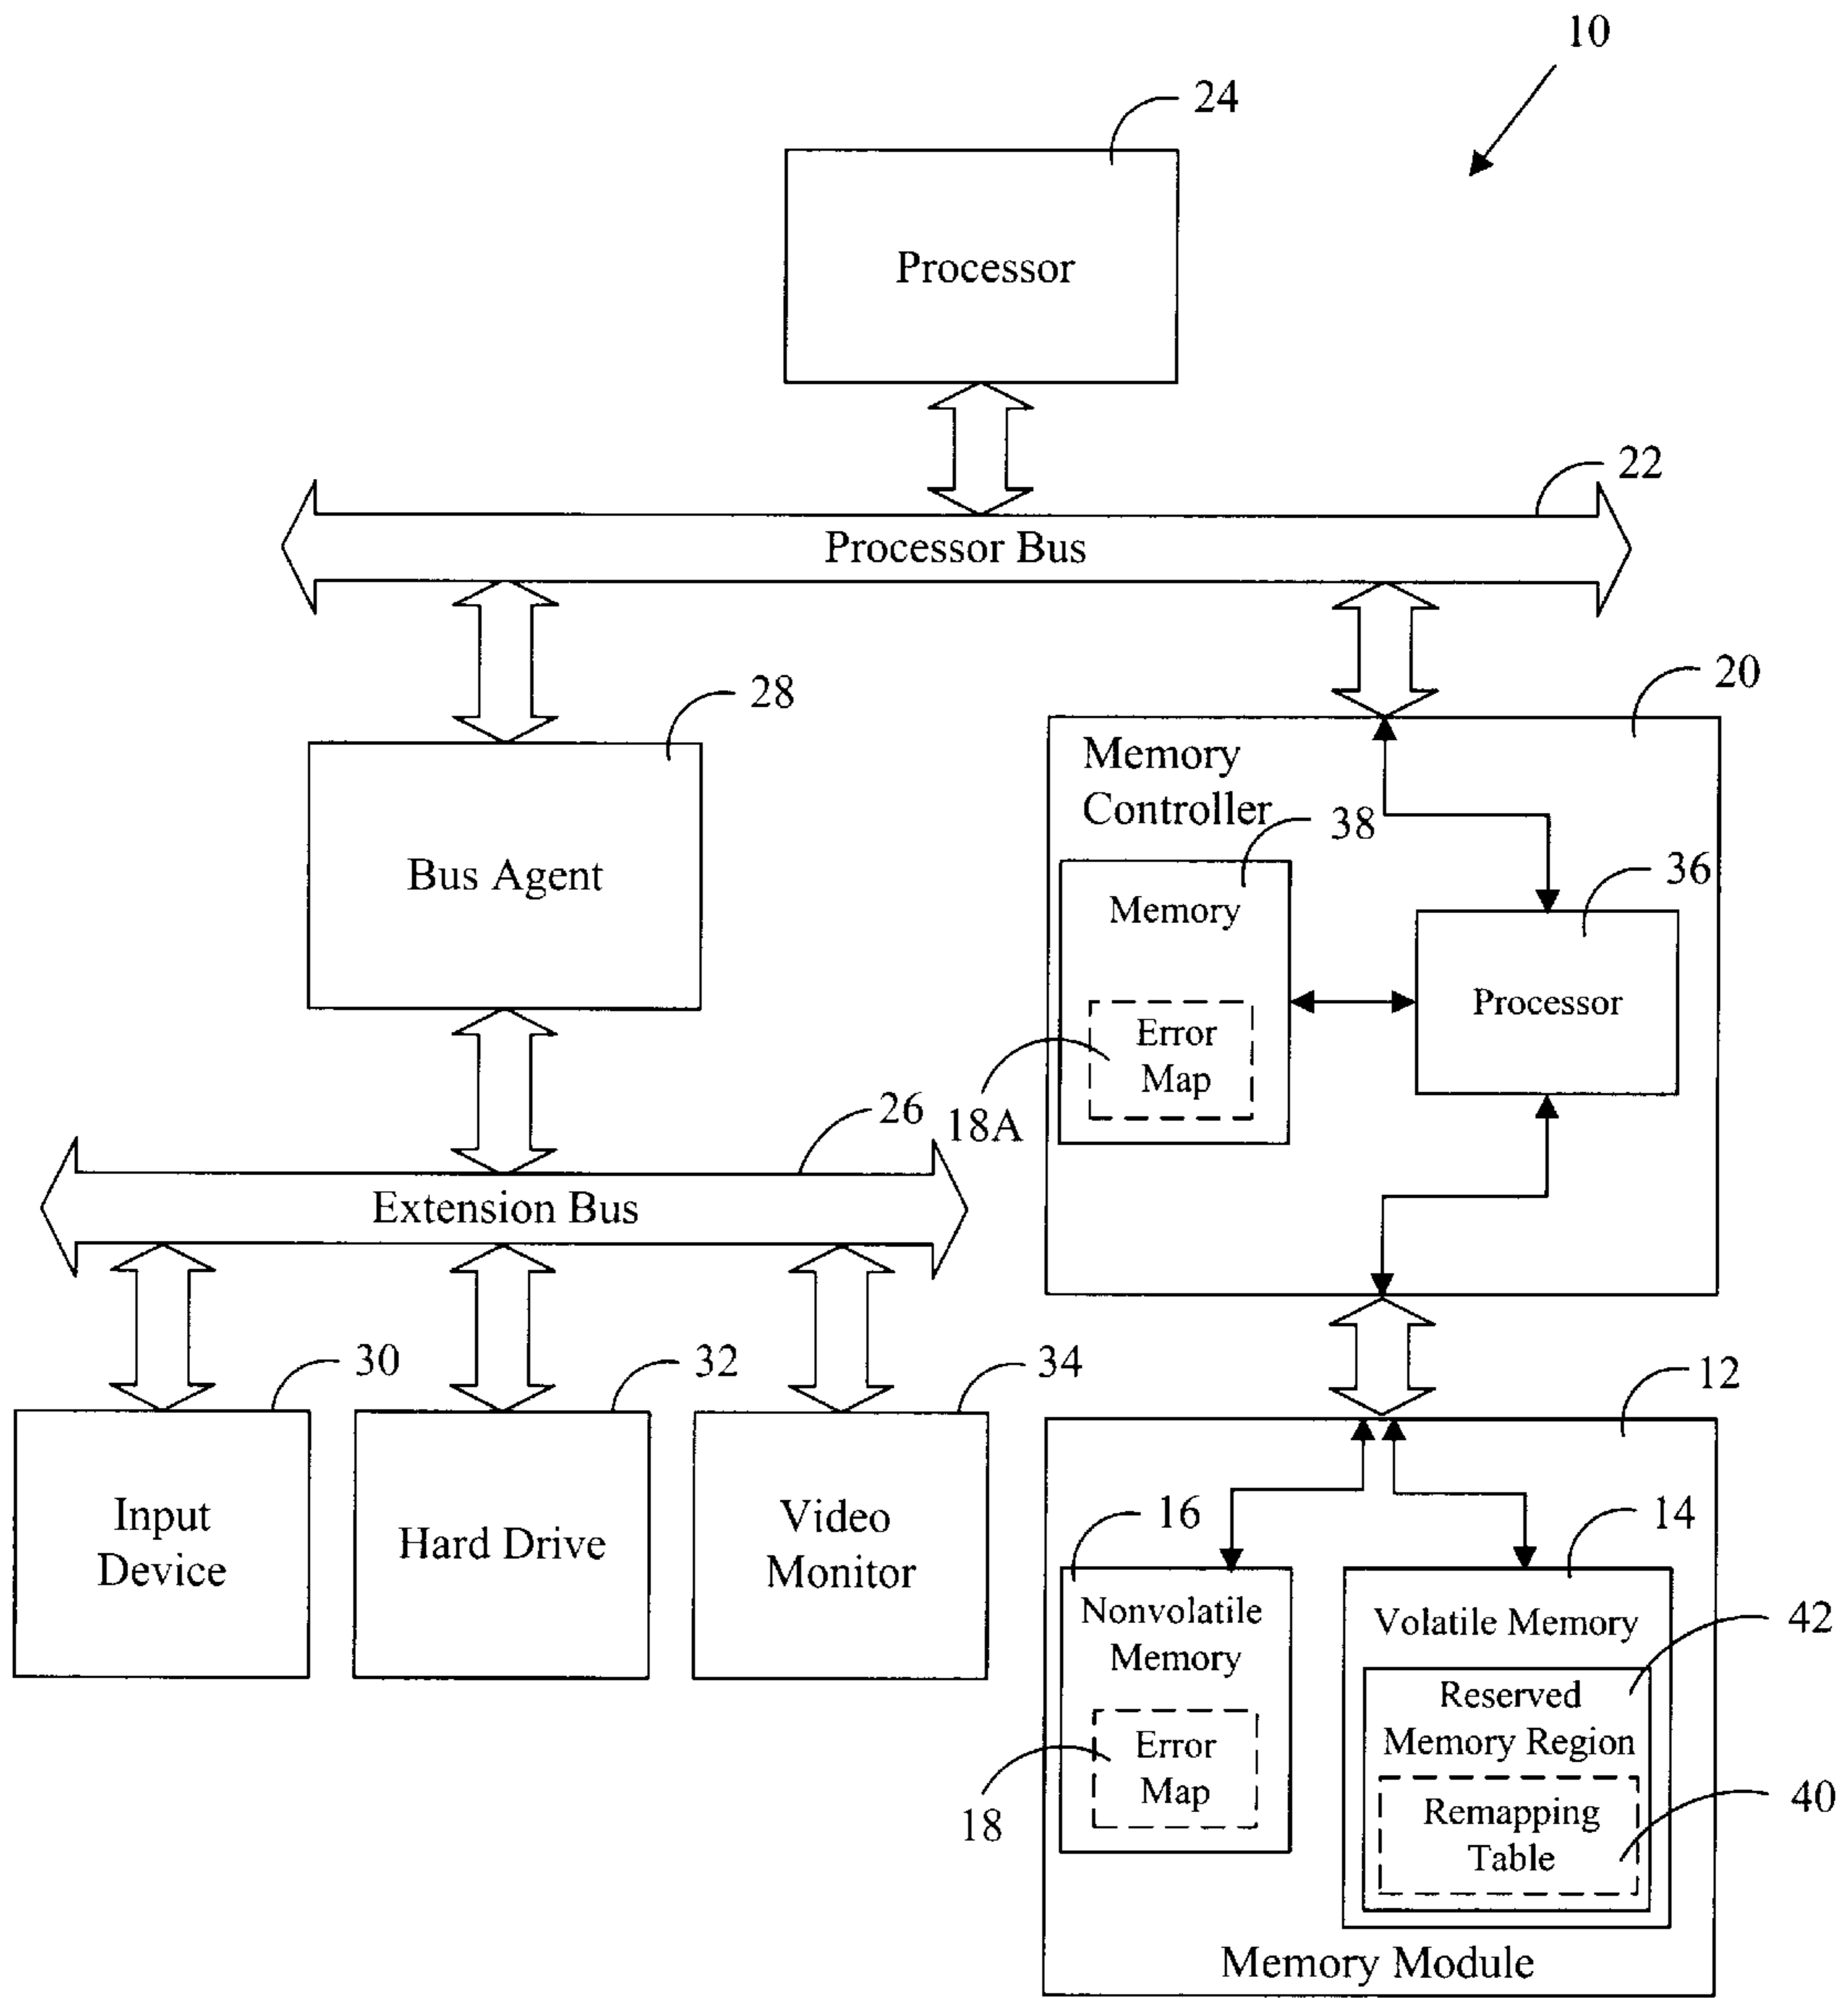 10
24
Processor
22
Processor Bus
28
Bus Agent
20
Memory
Controller
38
Memory
36
Processor
Error
Map
18A
26
Extension Bus
30
Input
Device
32
Hard Drive
34
Video
Monitor
12
16
Nonvolatile
Memory
Error
Map
18
14
Volatile Memory
42
Reserved
Memory Region
40
Remapping
Table
Memory Module